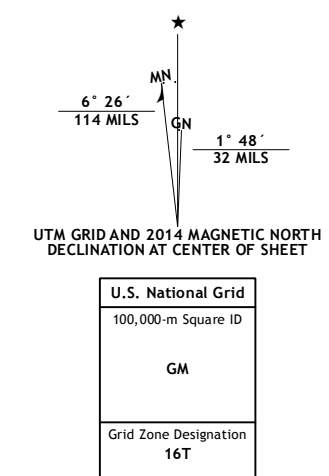 ★
MN
6° 26´
114 MILS
GN
1° 48´
32 MILS
UTM GRID AND 2014 MAGNETIC NORTH
DECLINATION AT CENTER OF SHEET
U.S. National Grid
100,000-m Square ID
GM
Grid Zone Designation
16T